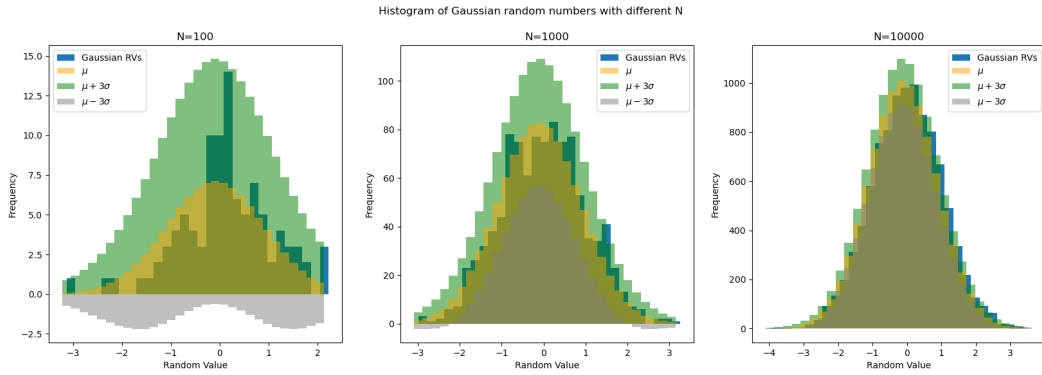 Histogram of Gaussian random numbers with different N
N=100
Frequency
15.0
12.5
10.0
7.5
5.0
2.5
0.0
−2.5
−3
−2
−1
0
1
2
Random Value
Gaussian RVs
μ
μ + 3σ
μ − 3σ
N=1000
Frequency
100
80
60
40
20
0
−3
−2
−1
0
1
2
3
Random Value
Gaussian RVs
μ
μ + 3σ
μ − 3σ
N=10000
Frequency
1000
800
600
400
200
0
−4
−3
−2
−1
0
1
2
3
Random Value
Gaussian RVs
μ
μ + 3σ
μ − 3σ